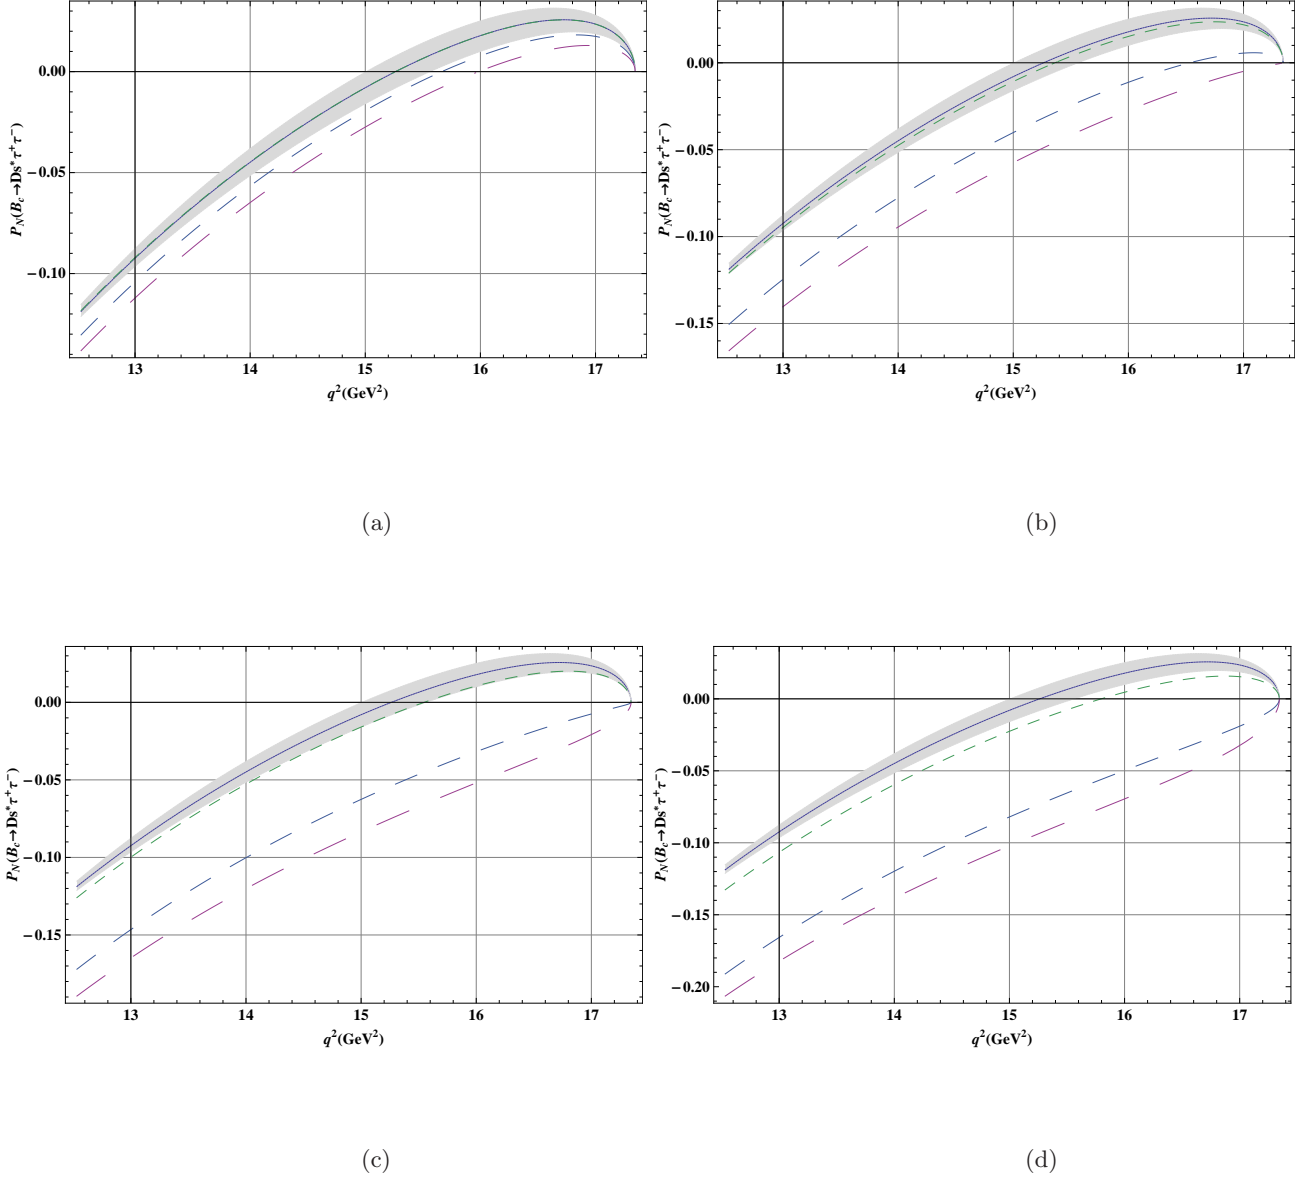 0.00
−0.05
−0.10
P_N(B_c→Ds*τ⁺τ⁻)
13 14 15 16 17
q²(GeV²)
(a)
0.00
−0.05
−0.10
−0.15
P_N(B_c→Ds*τ⁺τ⁻)
13 14 15 16 17
q²(GeV²)
(b)
0.00
−0.05
−0.10
−0.15
P_N(B_c→Ds*τ⁺τ⁻)
13 14 15 16 17
q²(GeV²)
(c)
0.00
−0.05
−0.10
−0.15
−0.20
P_N(B_c→Ds*τ⁺τ⁻)
13 14 15 16 17
q²(GeV²)
(d)